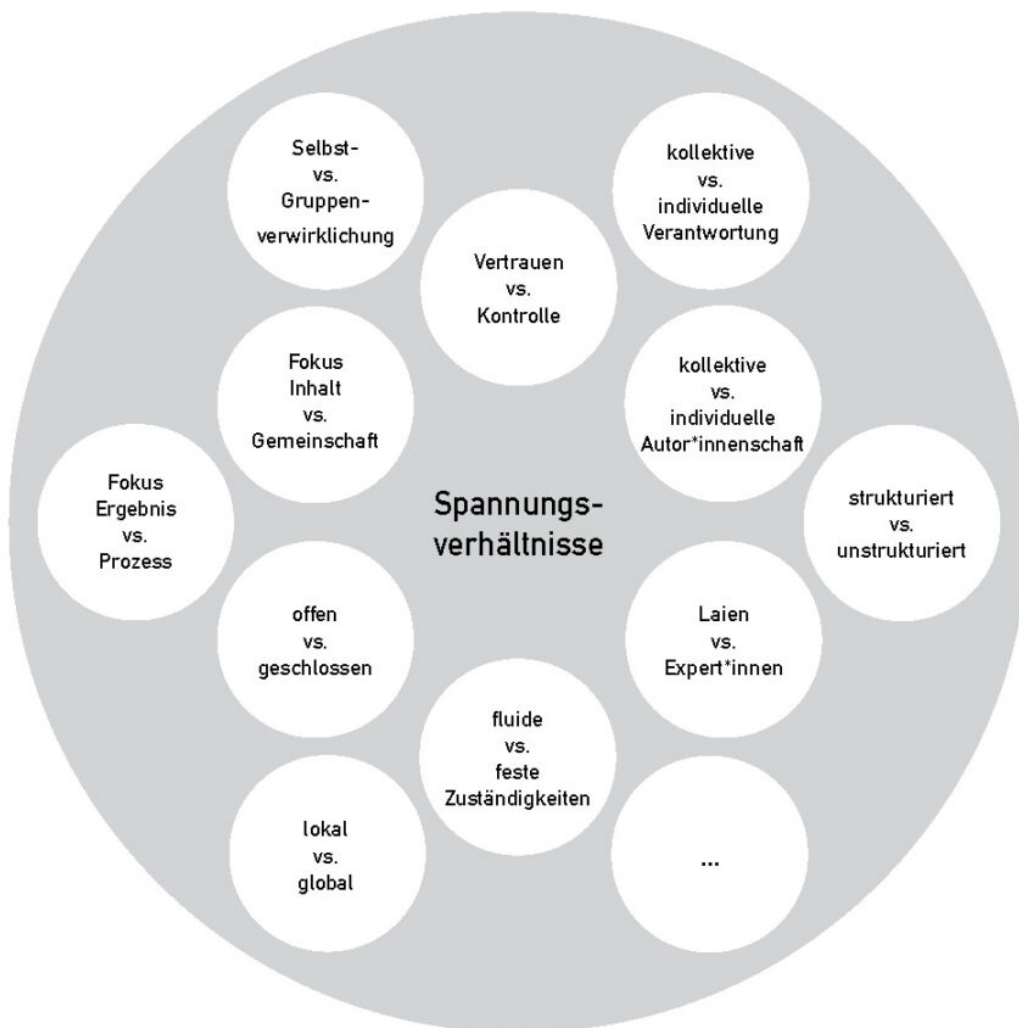 Selbst-
vs.
Gruppen-
verwirklichung
kollektive
vs.
individuelle
Verantwortung
Vertrauen
vs.
Kontrolle
Fokus
Inhalt
vs.
Gemeinschaft
kollektive
vs.
individuelle
Autor*innenschaft
Fokus
Ergebnis
vs.
Prozess
Spannungs-
verhältnisse
strukturiert
vs.
unstrukturiert
offen
vs.
geschlossen
Laien
vs.
Expert*innen
fluide
vs.
feste
Zuständigkeiten
lokal
vs.
global
...